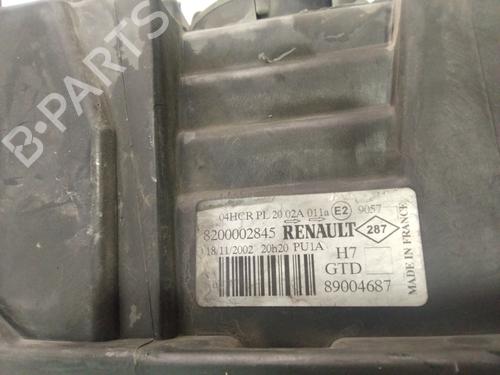 B-PARTS
04HCR PL 20 02A 011a E2 9057
8200002845 RENAULT 287
18/11/2002 20h20 PU1A H7
GTD
89004687
MADE IN FRANCE